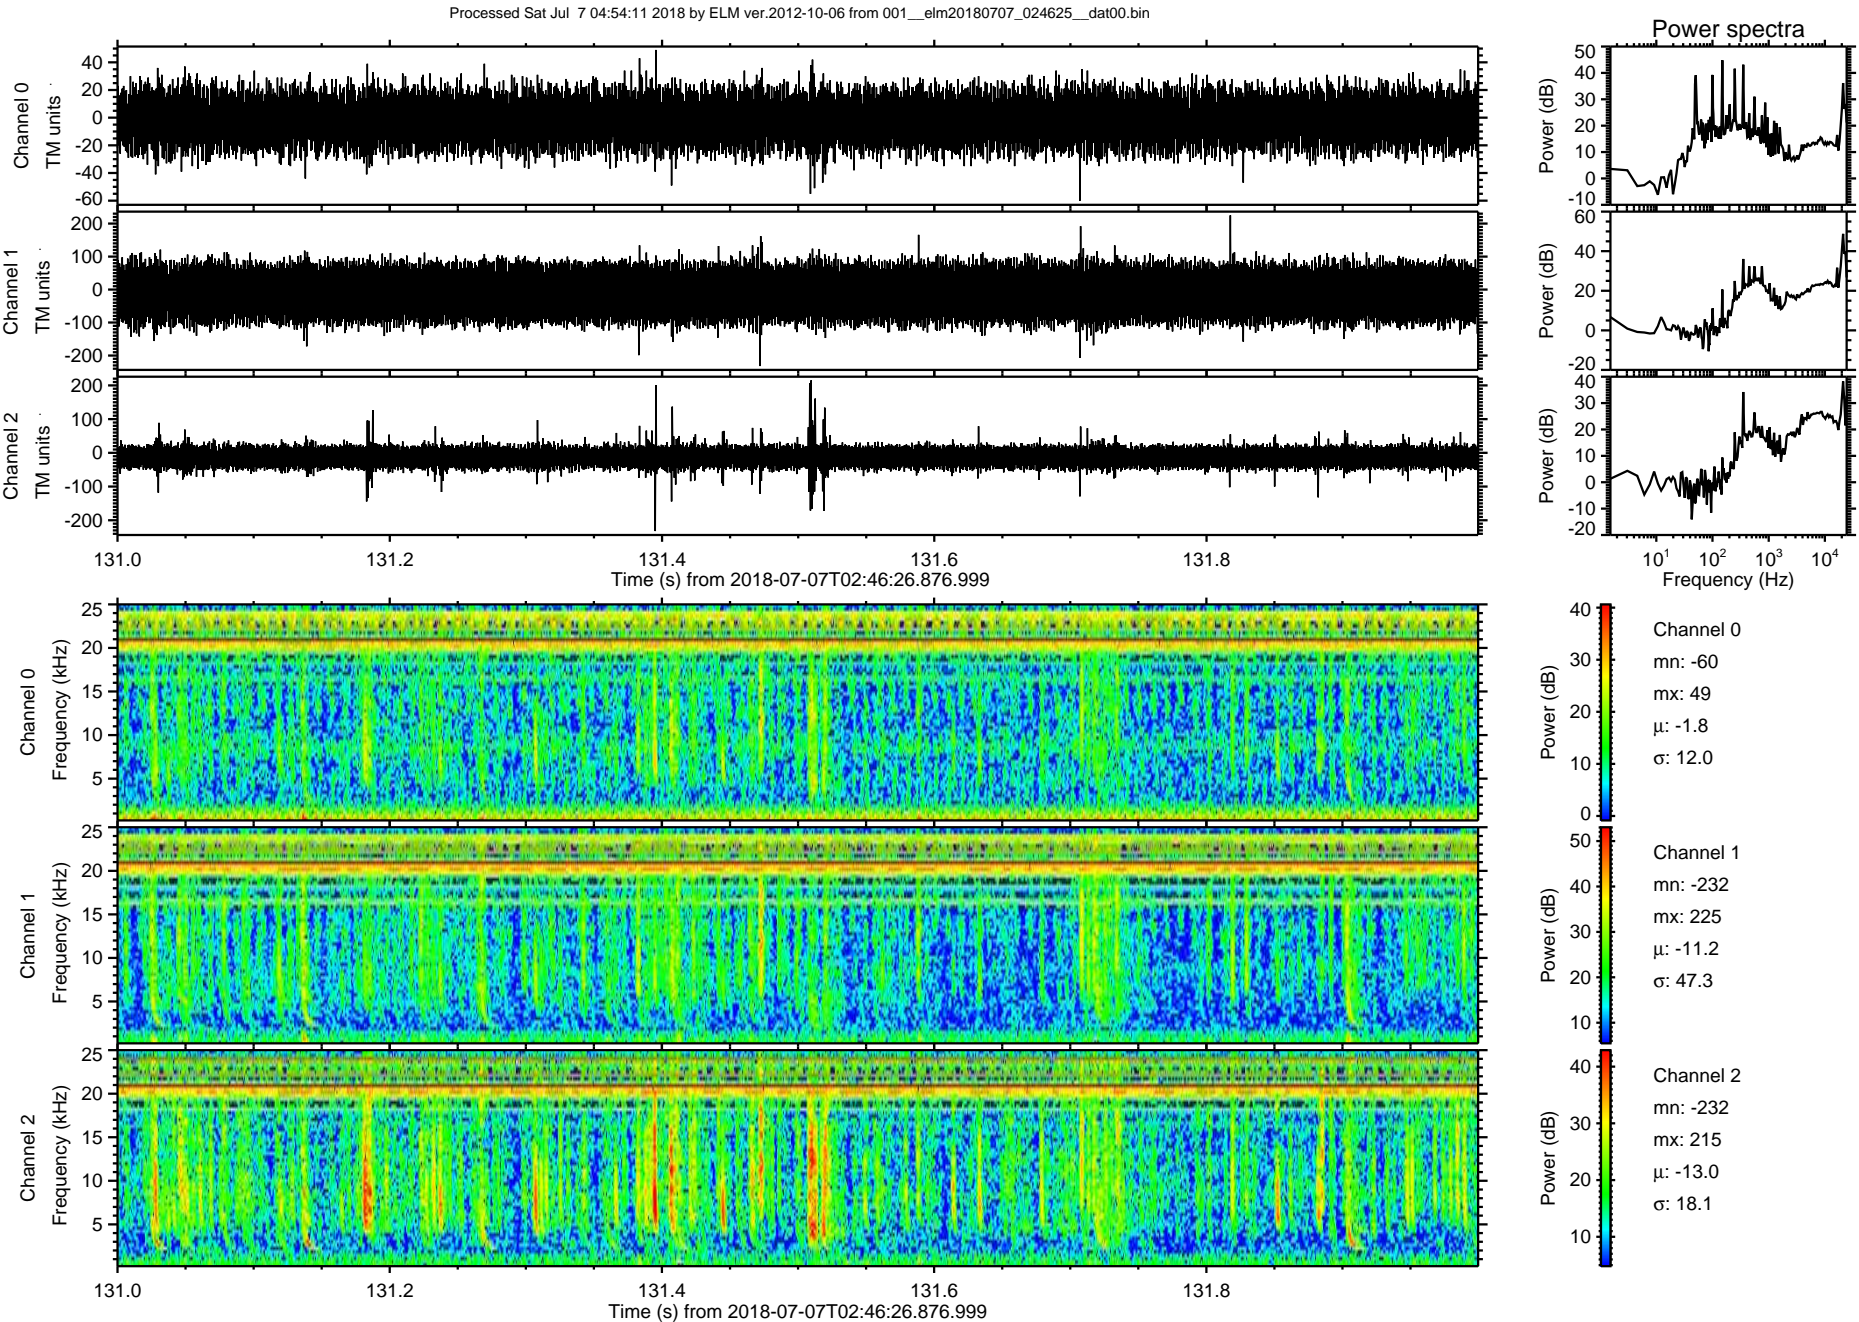 Processed Sat Jul 7 04:54:11 2018 by ELM ver.2012-10-06 from 001__elm20180707_024625__dat00.bin
Power spectra
Channel 0
TM units
40
20
0
-20
-40
-60
Power (dB)
50
40
30
20
10
0
-10
Channel 1
TM units
200
100
0
-100
-200
Power (dB)
60
40
20
0
-20
Channel 2
TM units
200
100
0
-100
-200
Power (dB)
40
30
20
10
0
-10
-20
131.0 131.2 131.4 131.6 131.8
Time (s) from 2018-07-07T02:46:26.876.999
10¹ 10² 10³ 10⁴
Frequency (Hz)
Channel 0
Frequency (kHz)
25
20
15
10
5
Power (dB)
40
30
20
10
0
Channel 0
mn: -60
mx: 49
μ: -1.8
σ: 12.0
Channel 1
Frequency (kHz)
25
20
15
10
5
Power (dB)
50
40
30
20
10
Channel 1
mn: -232
mx: 225
μ: -11.2
σ: 47.3
Channel 2
Frequency (kHz)
25
20
15
10
5
Power (dB)
40
30
20
10
Channel 2
mn: -232
mx: 215
μ: -13.0
σ: 18.1
131.0 131.2 131.4 131.6 131.8
Time (s) from 2018-07-07T02:46:26.876.999